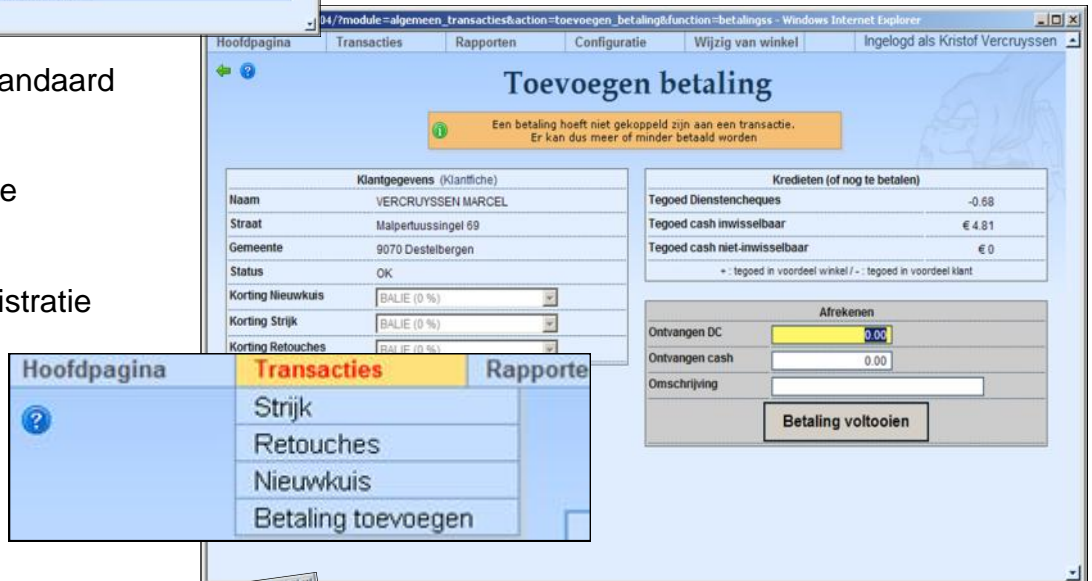 04/?module=algemeen_transacties&action=toevoegen_betaling&function=betalingss - Windows Internet Explorer
Hoofdpagina Transacties Rapporten Configuratie Wijzig van winkel Ingelogd als Kristof Vercruyssen
andaard
e
istratie
Toevoegen betaling
Een betaling hoeft niet gekoppeld zijn aan een transactie.
Er kan dus meer of minder betaald worden
Klantgegevens (Klantfiche)
Naam VERCRUYSSEN MARCEL
Straat Malpertuussingel 69
Gemeente 9070 Destelbergen
Status OK
Korting Nieuwkuis BALIE (0 %)
Korting Strijk BALIE (0 %)
Korting Retouches BALIE (0 %)
Kredieten (of nog te betalen)
Tegoed Dienstencheques -0.68
Tegoed cash inwisselbaar € 4.81
Tegoed cash niet-inwisselbaar € 0
+ : tegoed in voordeel winkel / - : tegoed in voordeel klant
Afrekenen
Ontvangen DC 0.00
Ontvangen cash 0.00
Omschrijving
Betaling voltooien
Hoofdpagina Transacties Rapporte
Strijk
Retouches
Nieuwkuis
Betaling toevoegen